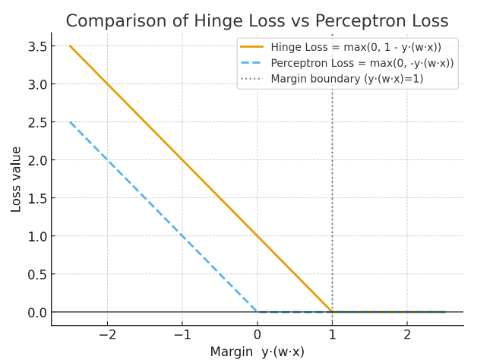 Comparison of Hinge Loss vs Perceptron Loss
Hinge Loss = max(0, 1 - y·(w·x))
Perceptron Loss = max(0, -y·(w·x))
Margin boundary (y·(w·x)=1)
Loss value
3.5
3.0
2.5
2.0
1.5
1.0
0.5
0.0
−2 −1 0 1 2
Margin y·(w·x)